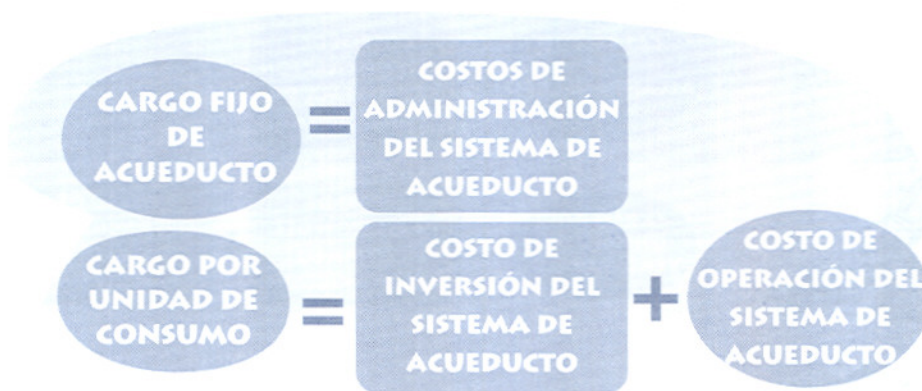 CARGO FIJO
DE
ACUEDUCTO
=
COSTOS DE
ADMINISTRACIÓN
DEL SISTEMA DE
ACUEDUCTO
CARGO POR
UNIDAD DE
CONSUMO
=
COSTO DE
INVERSIÓN DEL
SISTEMA DE
ACUEDUCTO
+
COSTO DE
OPERACIÓN DEL
SISTEMA DE
ACUEDUCTO